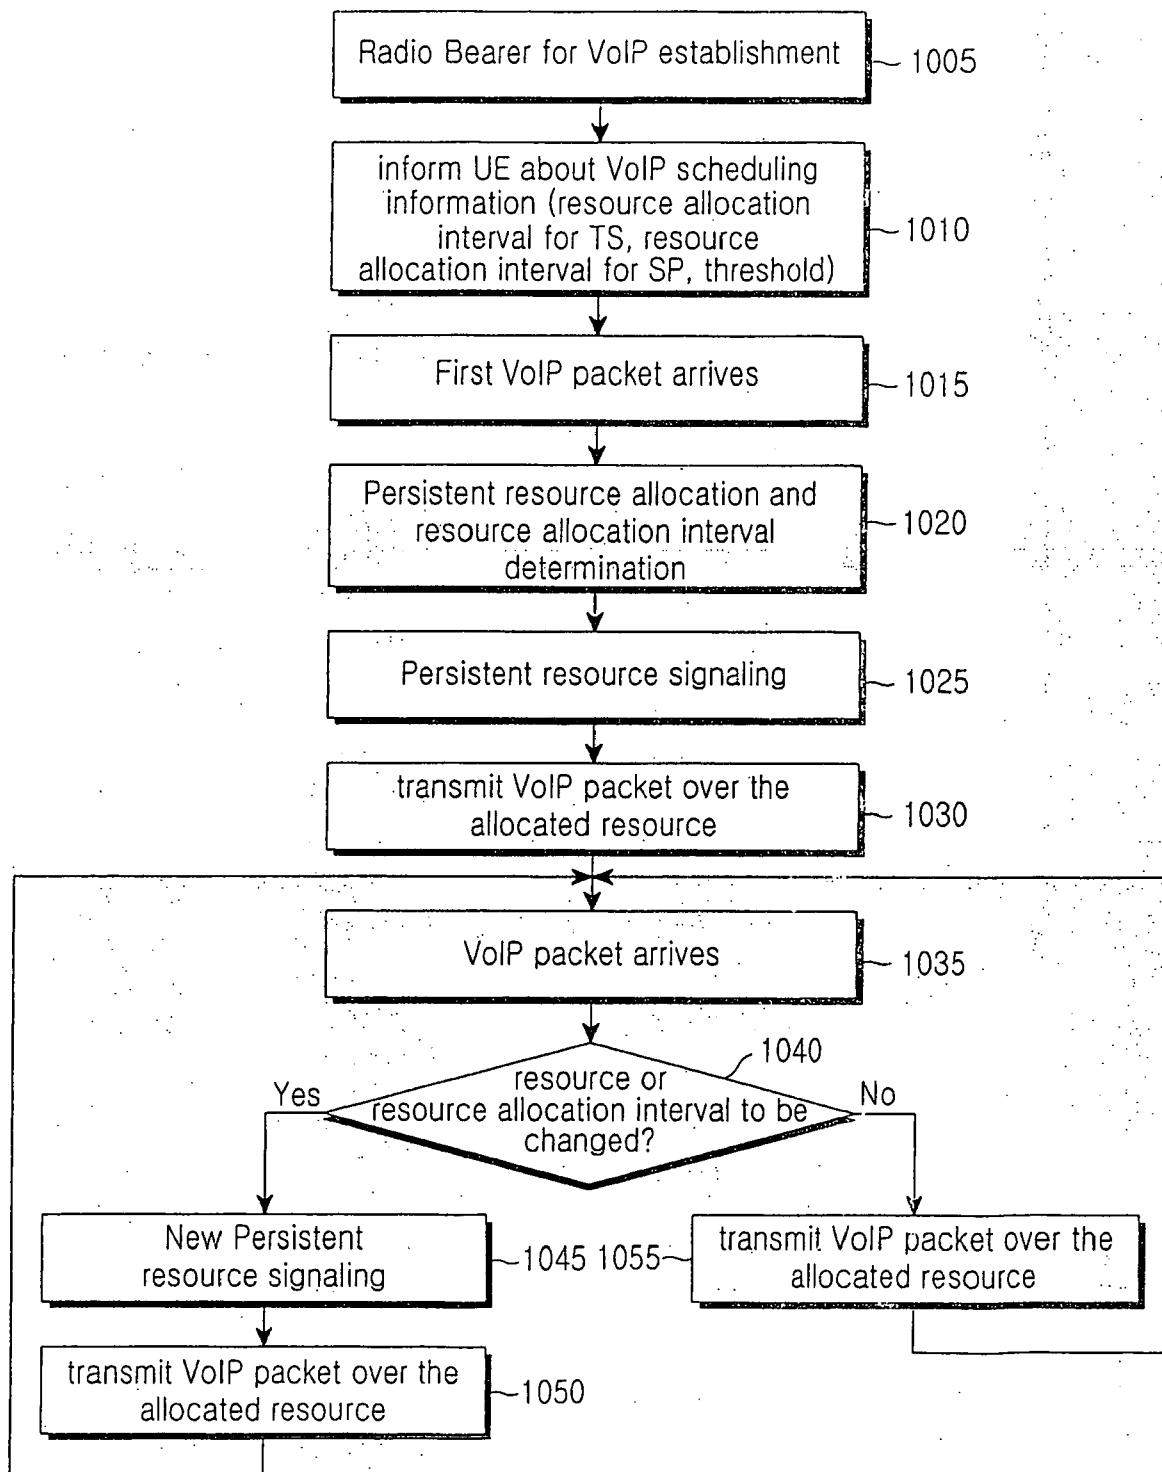 Radio Bearer for VoIP establishment
1005
inform UE about VoIP scheduling
information (resource allocation
interval for TS, resource
allocation interval for SP, threshold)
1010
First VoIP packet arrives
1015
Persistent resource allocation and
resource allocation interval
determination
1020
Persistent resource signaling
1025
transmit VoIP packet over the
allocated resource
1030
VoIP packet arrives
1035
1040
Yes
resource or
resource allocation interval to be
changed?
No
New Persistent
resource signaling
1045
1055
transmit VoIP packet over the
allocated resource
transmit VoIP packet over the
allocated resource
1050